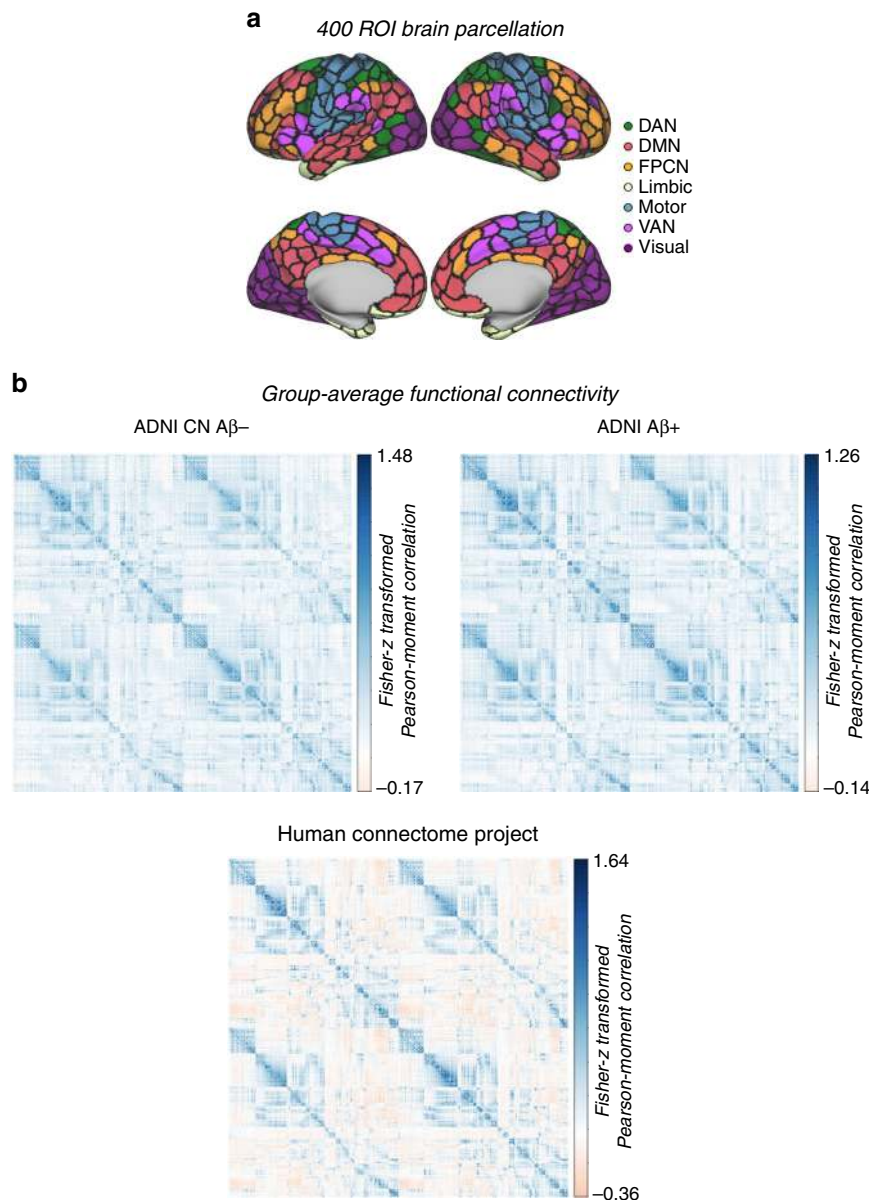 a
400 ROI brain parcellation
DAN
DMN
FPCN
Limbic
Motor
VAN
Visual
b
Group-average functional connectivity
ADNI CN Aβ−
1.48
Fisher-z transformed
Pearson-moment correlation
−0.17
ADNI Aβ+
1.26
Fisher-z transformed
Pearson-moment correlation
−0.14
Human connectome project
1.64
Fisher-z transformed
Pearson-moment correlation
−0.36